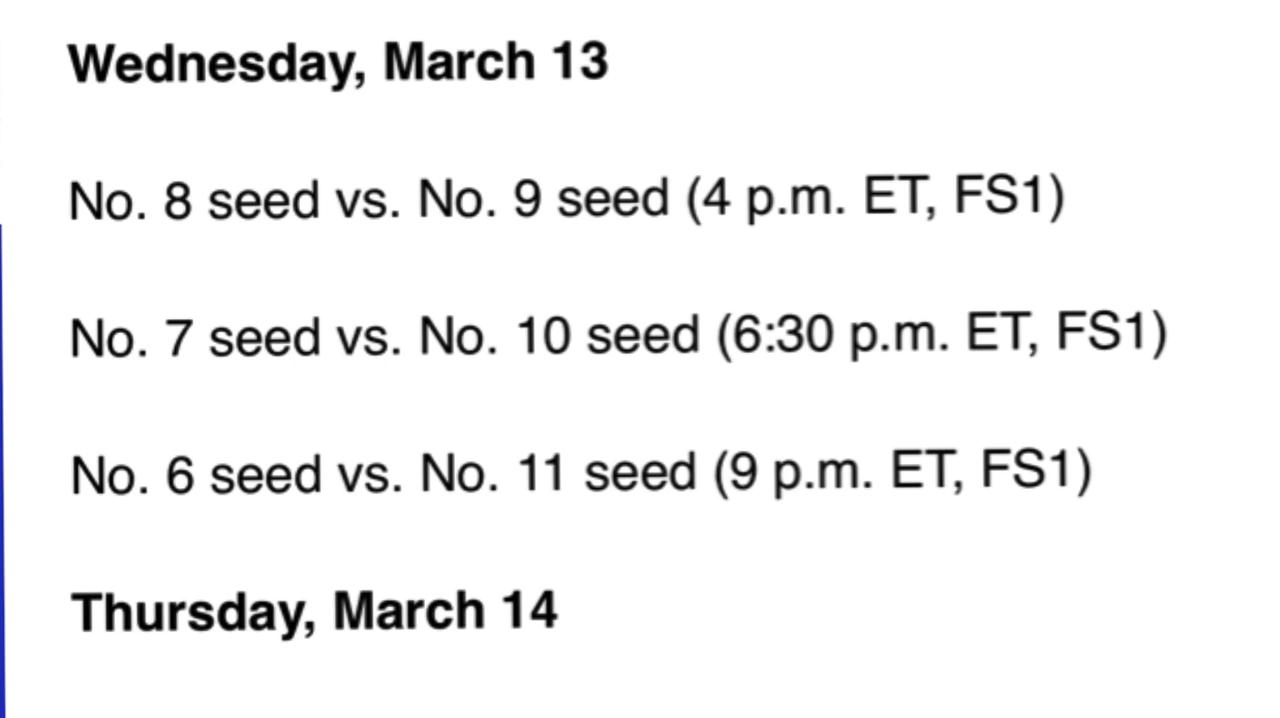 Wednesday, March 13
No. 8 seed vs. No. 9 seed (4 p.m. ET, FS1)
No. 7 seed vs. No. 10 seed (6:30 p.m. ET, FS1)
No. 6 seed vs. No. 11 seed (9 p.m. ET, FS1)
Thursday, March 14